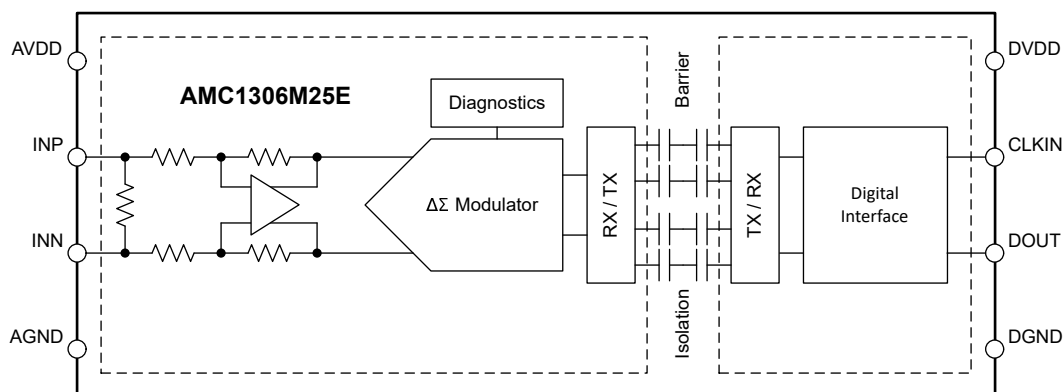 AVDD
DVDD
AMC1306M25E
Diagnostics
Barrier
INP
CLKIN
ΔΣ Modulator
RX / TX
TX / RX
Digital
Interface
INN
DOUT
Isolation
AGND
DGND